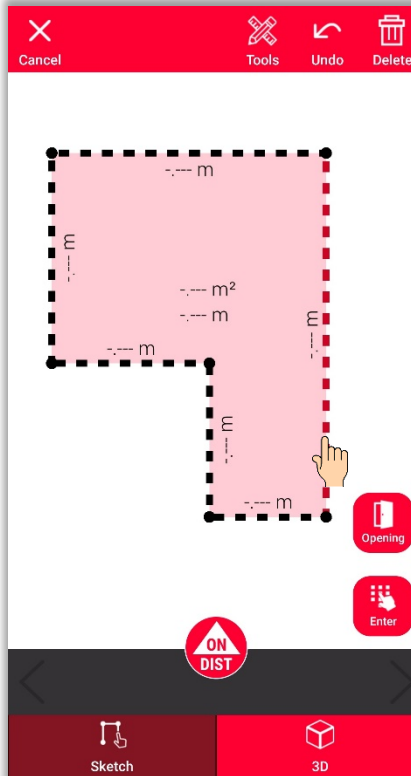 Cancel
Tools
Undo
Delete
-.--- m
-.--- m
-.--- m²
-.--- m
-.--- m
-.--- m
-.--- m
-.--- m
Opening
Enter
ON
DIST
Sketch
3D